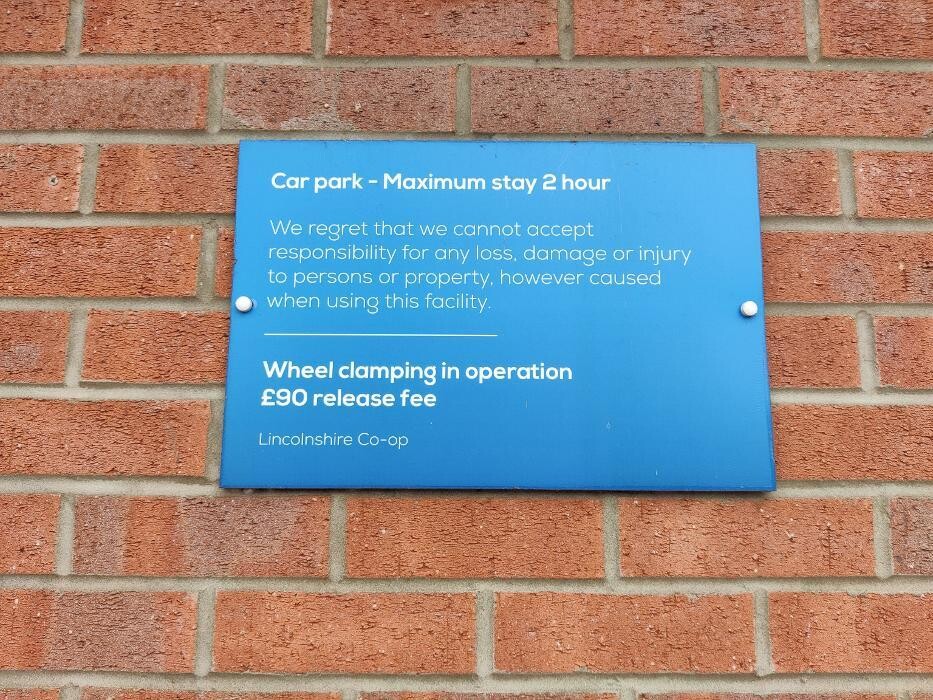 Car park - Maximum stay 2 hour
We regret that we cannot accept
responsibility for any loss, damage or injury
to persons or property, however caused
when using this facility.
Wheel clamping in operation
£90 release fee
Lincolnshire Co-op